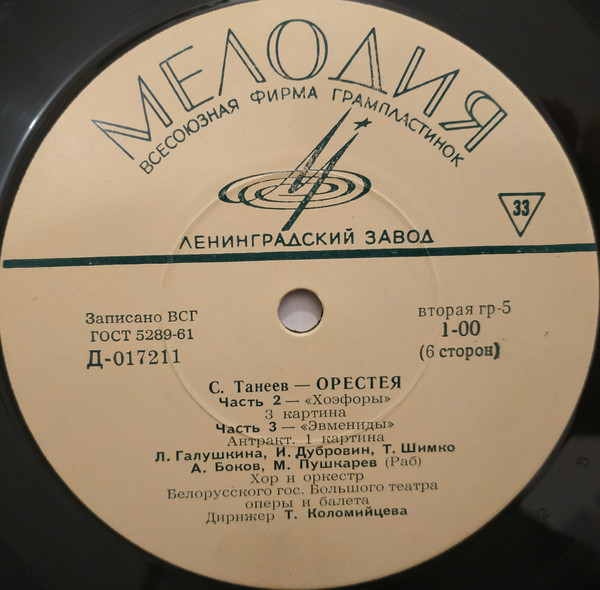 МЕЛОДИЯ
ВСЕСОЮЗНАЯ ФИРМА ГРАМПЛАСТИНОК
33
ЛЕНИНГРАДСКИЙ ЗАВОД
Записано ВСГ
ГОСТ 5289-61
Д-017211
вторая гр-5
1-00
(6 сторон)
С. Танеев — ОРЕСТЕЯ
Часть 2 — «Хоэфоры»
3 картина
Часть 3 — «Эвмениды»
Антракт. 1 картина
Л. Галушкина, И. Дубровин, Т. Шимко
А. Боков, М. Пушкарев (Раб)
Хор и оркестр
Белорусского гос. Большого театра
оперы и балета
Дирижер Т. Коломийцева